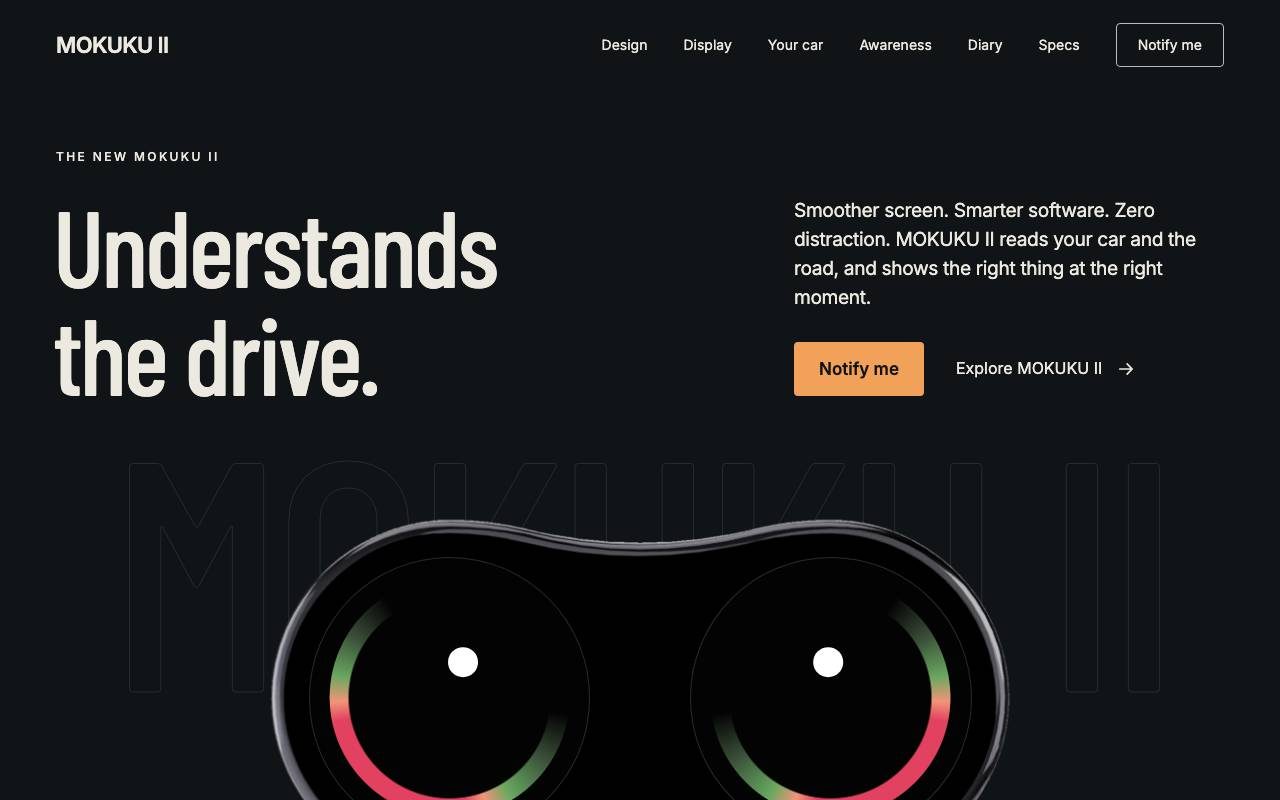 MOKUKU II
Design
Display
Your car
Awareness
Diary
Specs
Notify me
THE NEW MOKUKU II
Understands
the drive.
Smoother screen. Smarter software. Zero
distraction. MOKUKU II reads your car and the
road, and shows the right thing at the right
moment.
Notify me
Explore MOKUKU II →
MOKUKU II